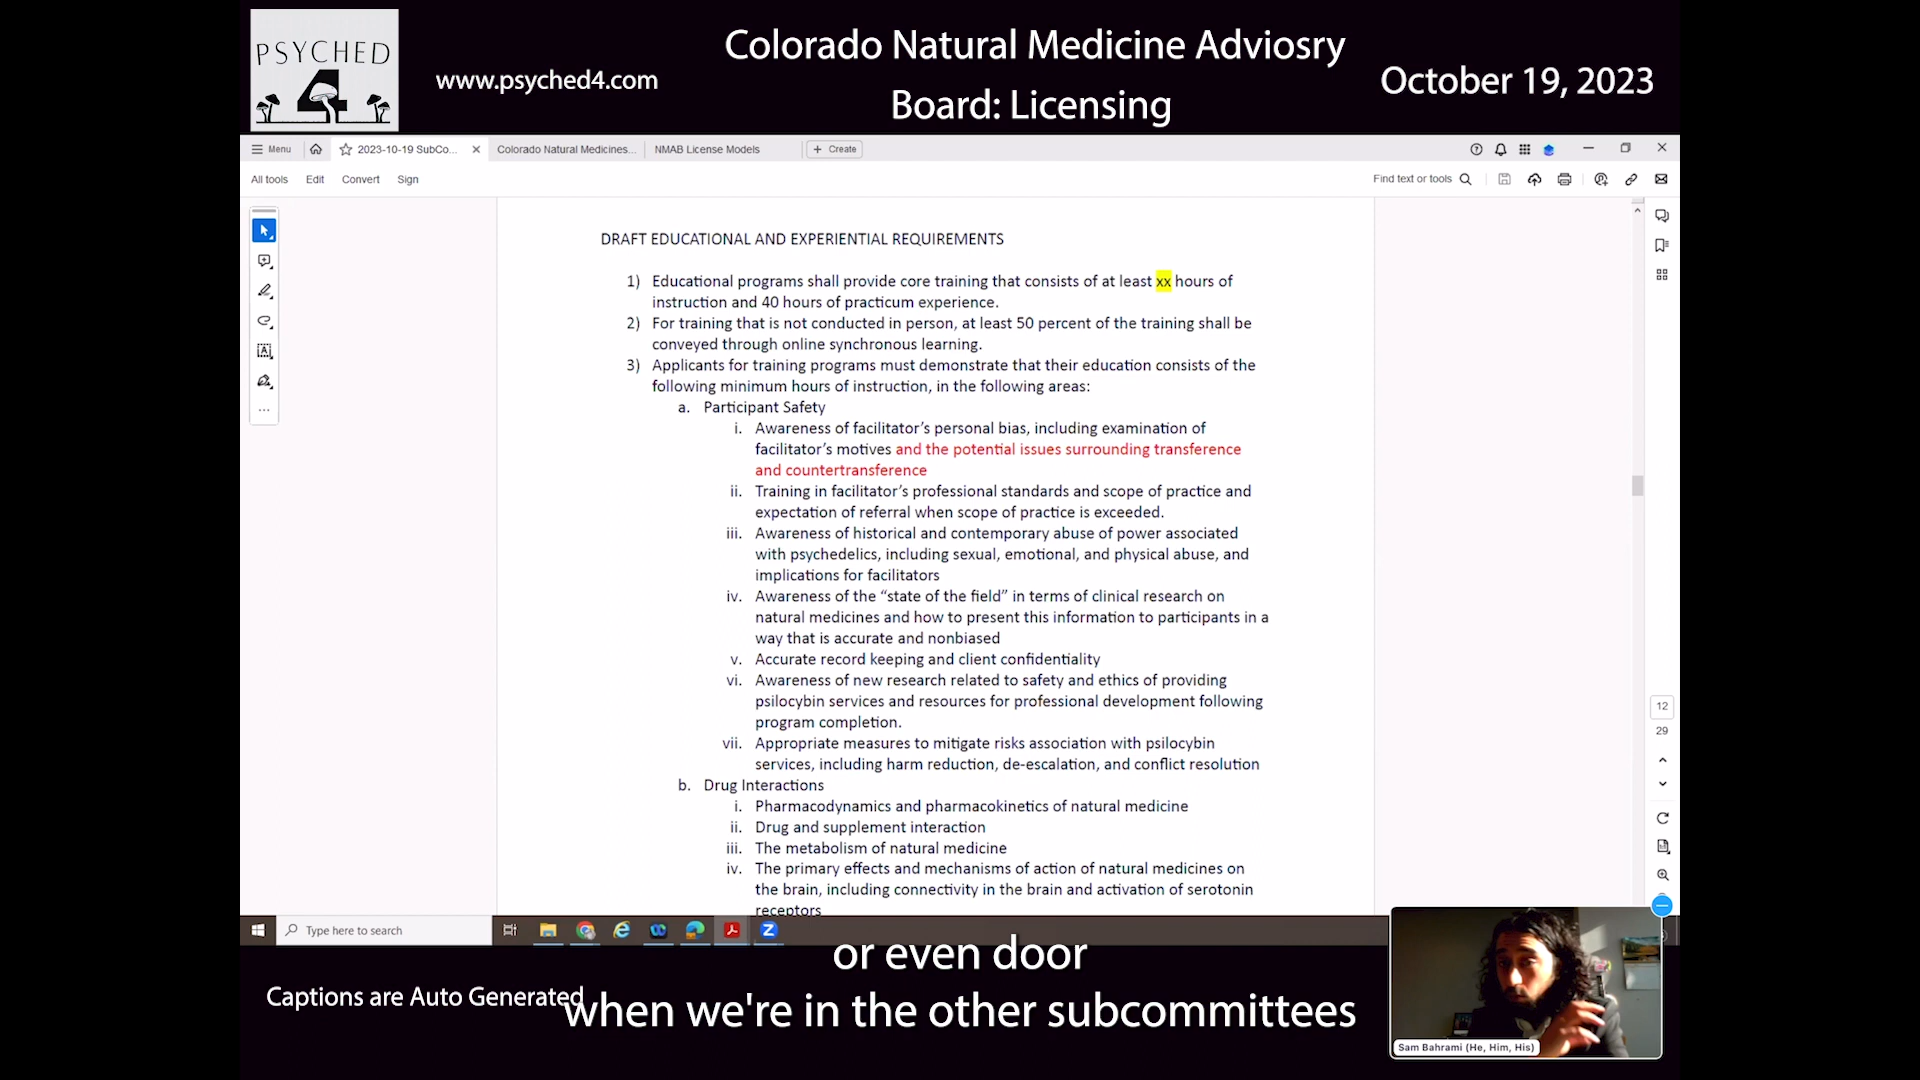 PSYCHED
4
www.psyched4.com
Colorado Natural Medicine Adviosry
Board: Licensing
October 19, 2023
Menu
2023-10-19 SubCo...
Colorado Natural Medicines...
NMAB License Models
+ Create
All tools
Edit
Convert
Sign
Find text or tools
DRAFT EDUCATIONAL AND EXPERIENTIAL REQUIREMENTS
1) Educational programs shall provide core training that consists of at least xx hours of
instruction and 40 hours of practicum experience.
2) For training that is not conducted in person, at least 50 percent of the training shall be
conveyed through online synchronous learning.
3) Applicants for training programs must demonstrate that their education consists of the
following minimum hours of instruction, in the following areas:
a. Participant Safety
i. Awareness of facilitator's personal bias, including examination of
facilitator's motives and the potential issues surrounding transference
and countertransference
ii. Training in facilitator's professional standards and scope of practice and
expectation of referral when scope of practice is exceeded.
iii. Awareness of historical and contemporary abuse of power associated
with psychedelics, including sexual, emotional, and physical abuse, and
implications for facilitators
iv. Awareness of the “state of the field” in terms of clinical research on
natural medicines and how to present this information to participants in a
way that is accurate and nonbiased
v. Accurate record keeping and client confidentiality
vi. Awareness of new research related to safety and ethics of providing
psilocybin services and resources for professional development following
program completion.
vii. Appropriate measures to mitigate risks association with psilocybin
services, including harm reduction, de-escalation, and conflict resolution
b. Drug Interactions
i. Pharmacodynamics and pharmacokinetics of natural medicine
ii. Drug and supplement interaction
iii. The metabolism of natural medicine
iv. The primary effects and mechanisms of action of natural medicines on
the brain, including connectivity in the brain and activation of serotonin
receptors
12
29
Type here to search
or even door
when we're in the other subcommittees
Captions are Auto Generated
Sam Bahrami (He, Him, His)